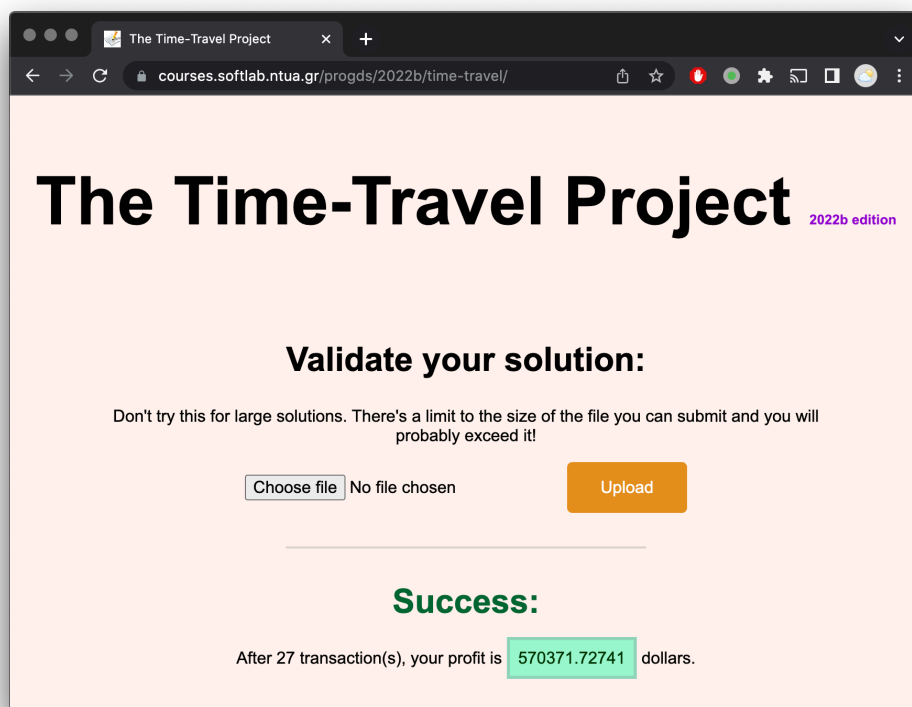 The Time-Travel Project
courses.softlab.ntua.gr/progds/2022b/time-travel/
The Time-Travel Project 2022b edition
Validate your solution:
Don't try this for large solutions. There's a limit to the size of the file you can submit and you will
probably exceed it!
Choose file No file chosen Upload
Success:
After 27 transaction(s), your profit is 570371.72741 dollars.